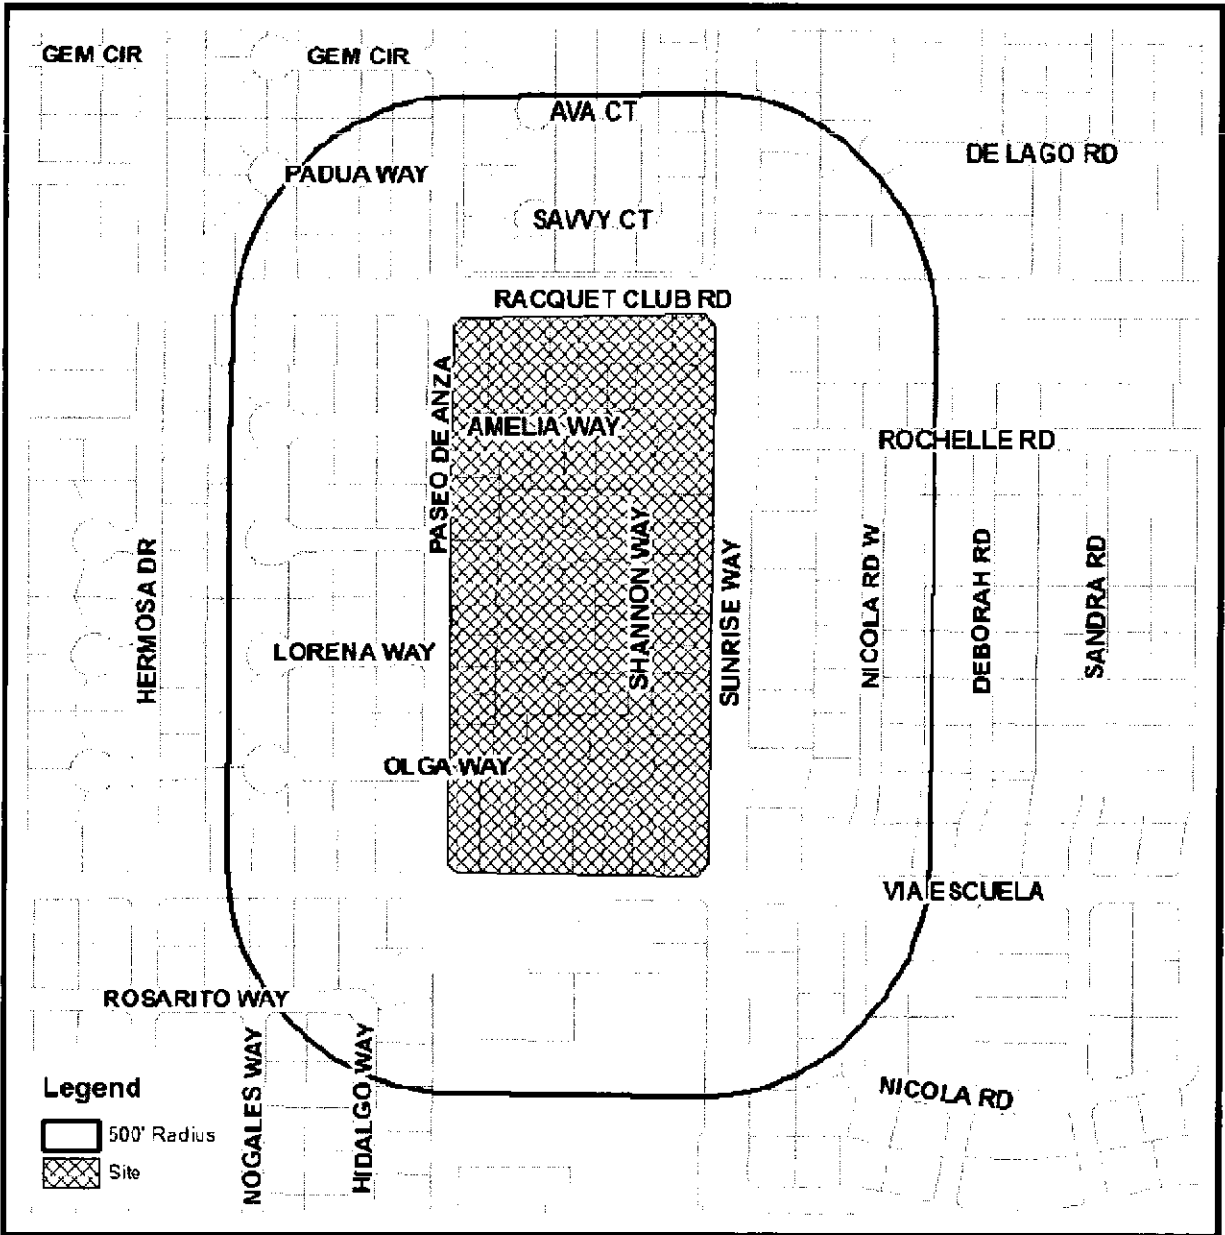 GEM CIR
GEM CIR
AVA CT
DE LAGO RD
PADUA WAY
SAVVY CT
RACQUET CLUB RD
PASEO DE ANZA
AMELIA WAY
ROCHELLE RD
HERMOSA DR
SHANNON WAY
SUNRISE WAY
NICOLA RD W
DEBORAH RD
SANDRA RD
LORENA WAY
OLGA WAY
VIA ESCUELA
ROSARITO WAY
NOGALES WAY
HIDALGO WAY
NICOLA RD
Legend
500' Radius
Site